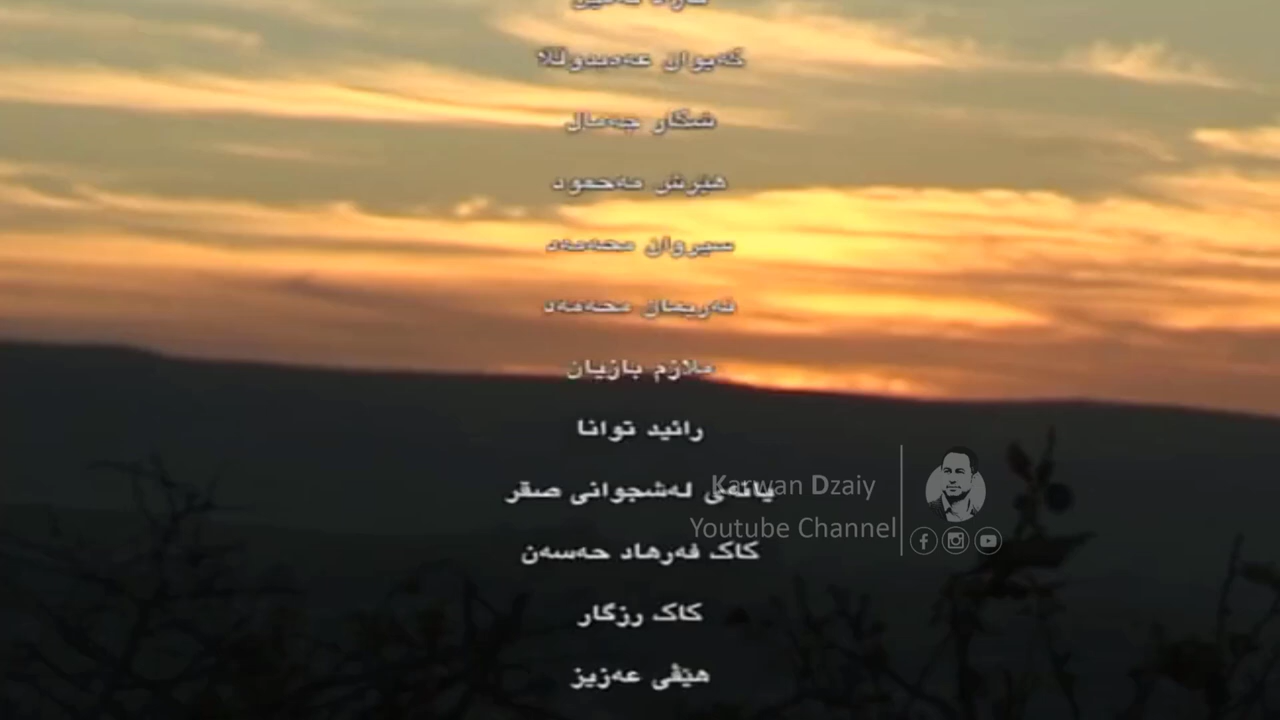 کەیوان عەبدوللا
شکار جەمال
هێرش مەحمود
سیروان محەمەد
نەریمان محەمەد
ملازم بازیان
رائید توانا
یانەی لەشجوانی صقر
Karwan Dzaiy
Youtube Channel
کاک فەرهاد حەسەن
کاک رزگار
هێڤی عەزیز